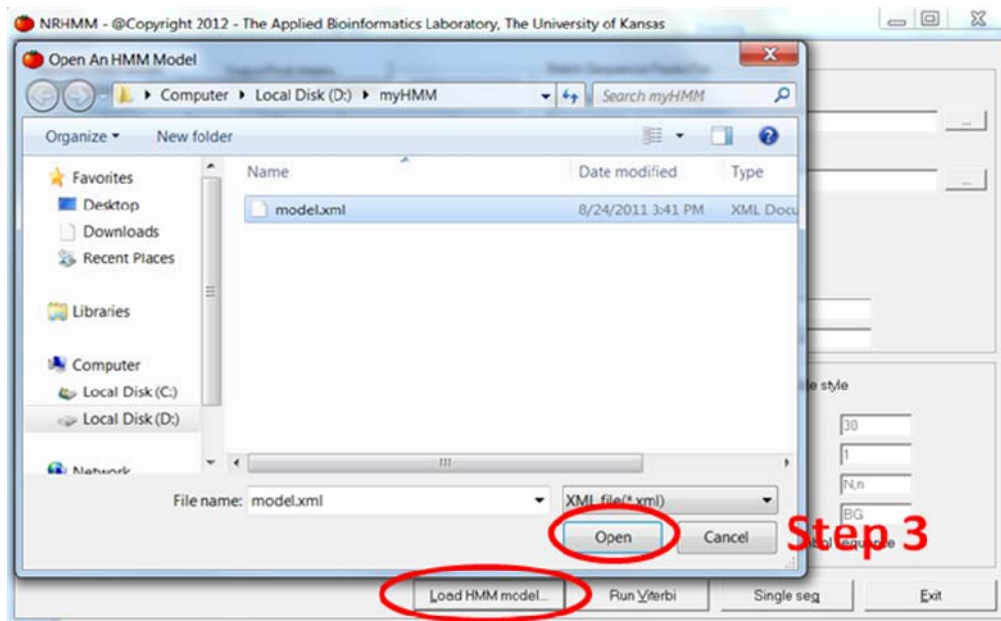 NRHMM - @Copyright 2012 - The Applied Bioinformatics Laboratory, The University of Kansas
Open An HMM Model
Computer ▸ Local Disk (D:) ▸ myHMM
Search myHMM
Organize
New folder
Favorites
Desktop
Downloads
Recent Places
Libraries
Computer
Local Disk (C:)
Local Disk (D:)
Network
Name
Date modified
Type
model.xml
8/24/2011 3:41 PM
XML Docu
File name:
model.xml
XML file(*.xml)
Open
Cancel
Step 3
le style
30
1
N,n
BG
Load HMM model...
Run Viterbi
Single seq
Exit